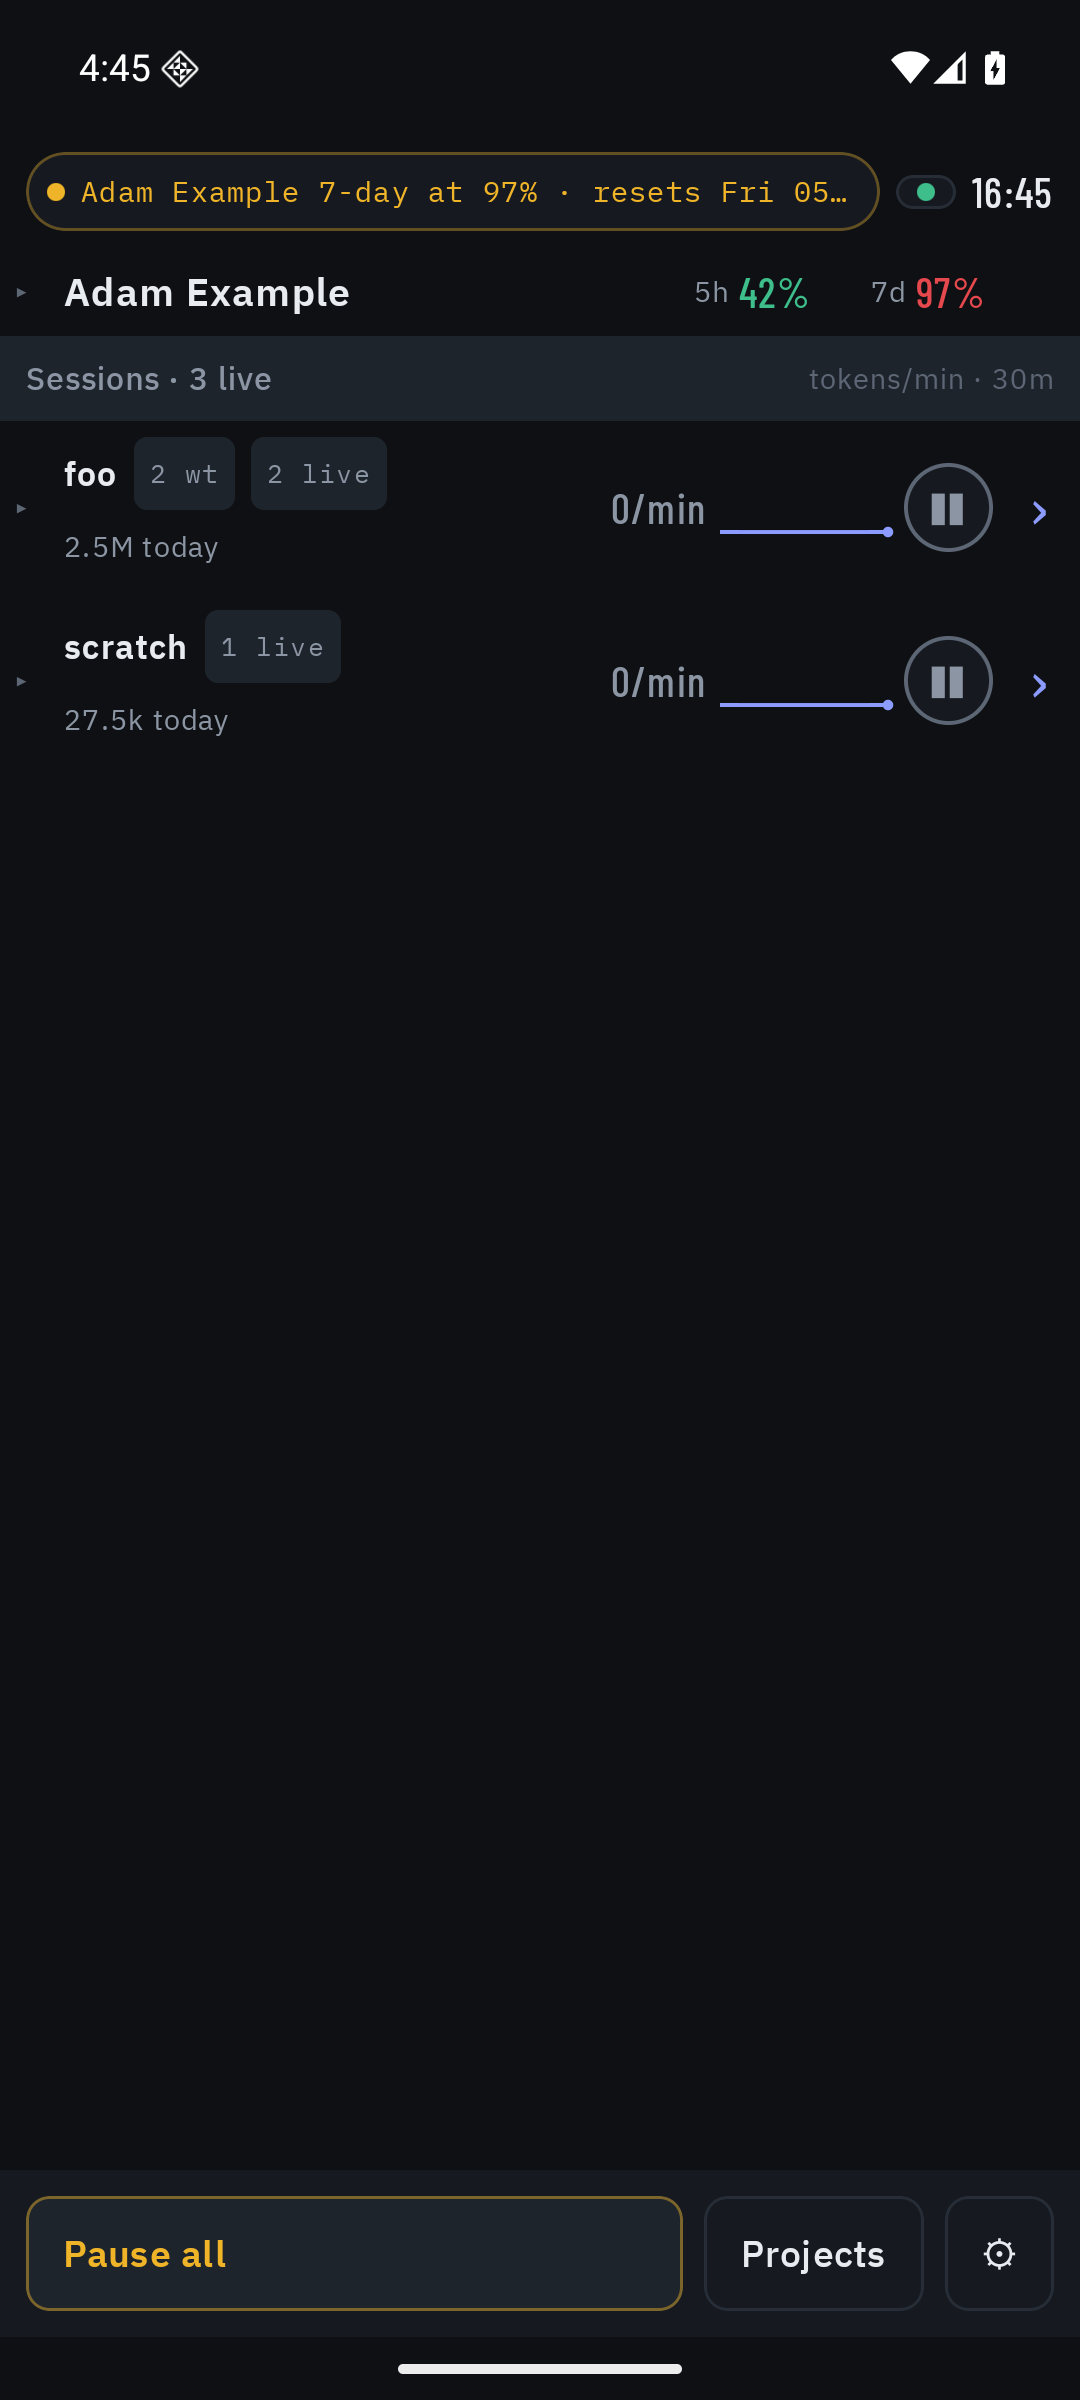 4:45
Adam Example 7-day at 97% · resets Fri 05… 16:45
Adam Example 5h 42% 7d 97%
Sessions · 3 live tokens/min · 30m
foo 2 wt 2 live
0/min
2.5M today
scratch 1 live
0/min
27.5k today
Pause all Projects